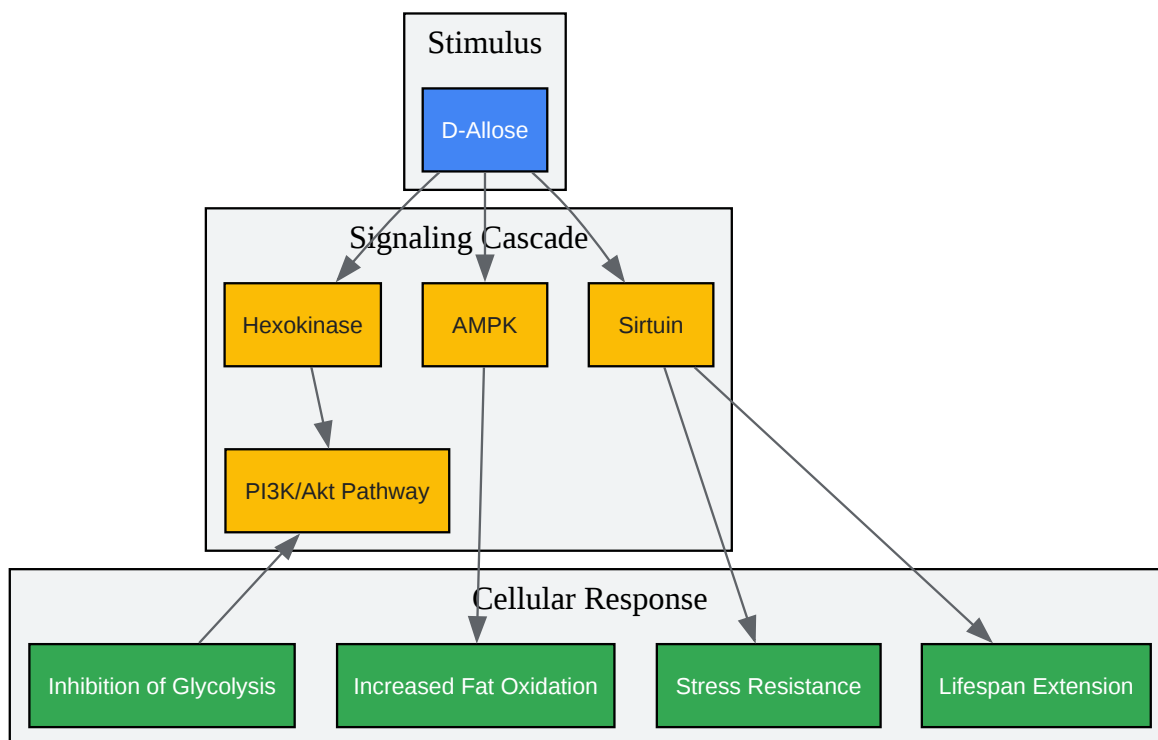 Stimulus
D-Allose
Signaling Cascade
Hexokinase
AMPK
Sirtuin
PI3K/Akt Pathway
Cellular Response
Inhibition of Glycolysis
Increased Fat Oxidation
Stress Resistance
Lifespan Extension